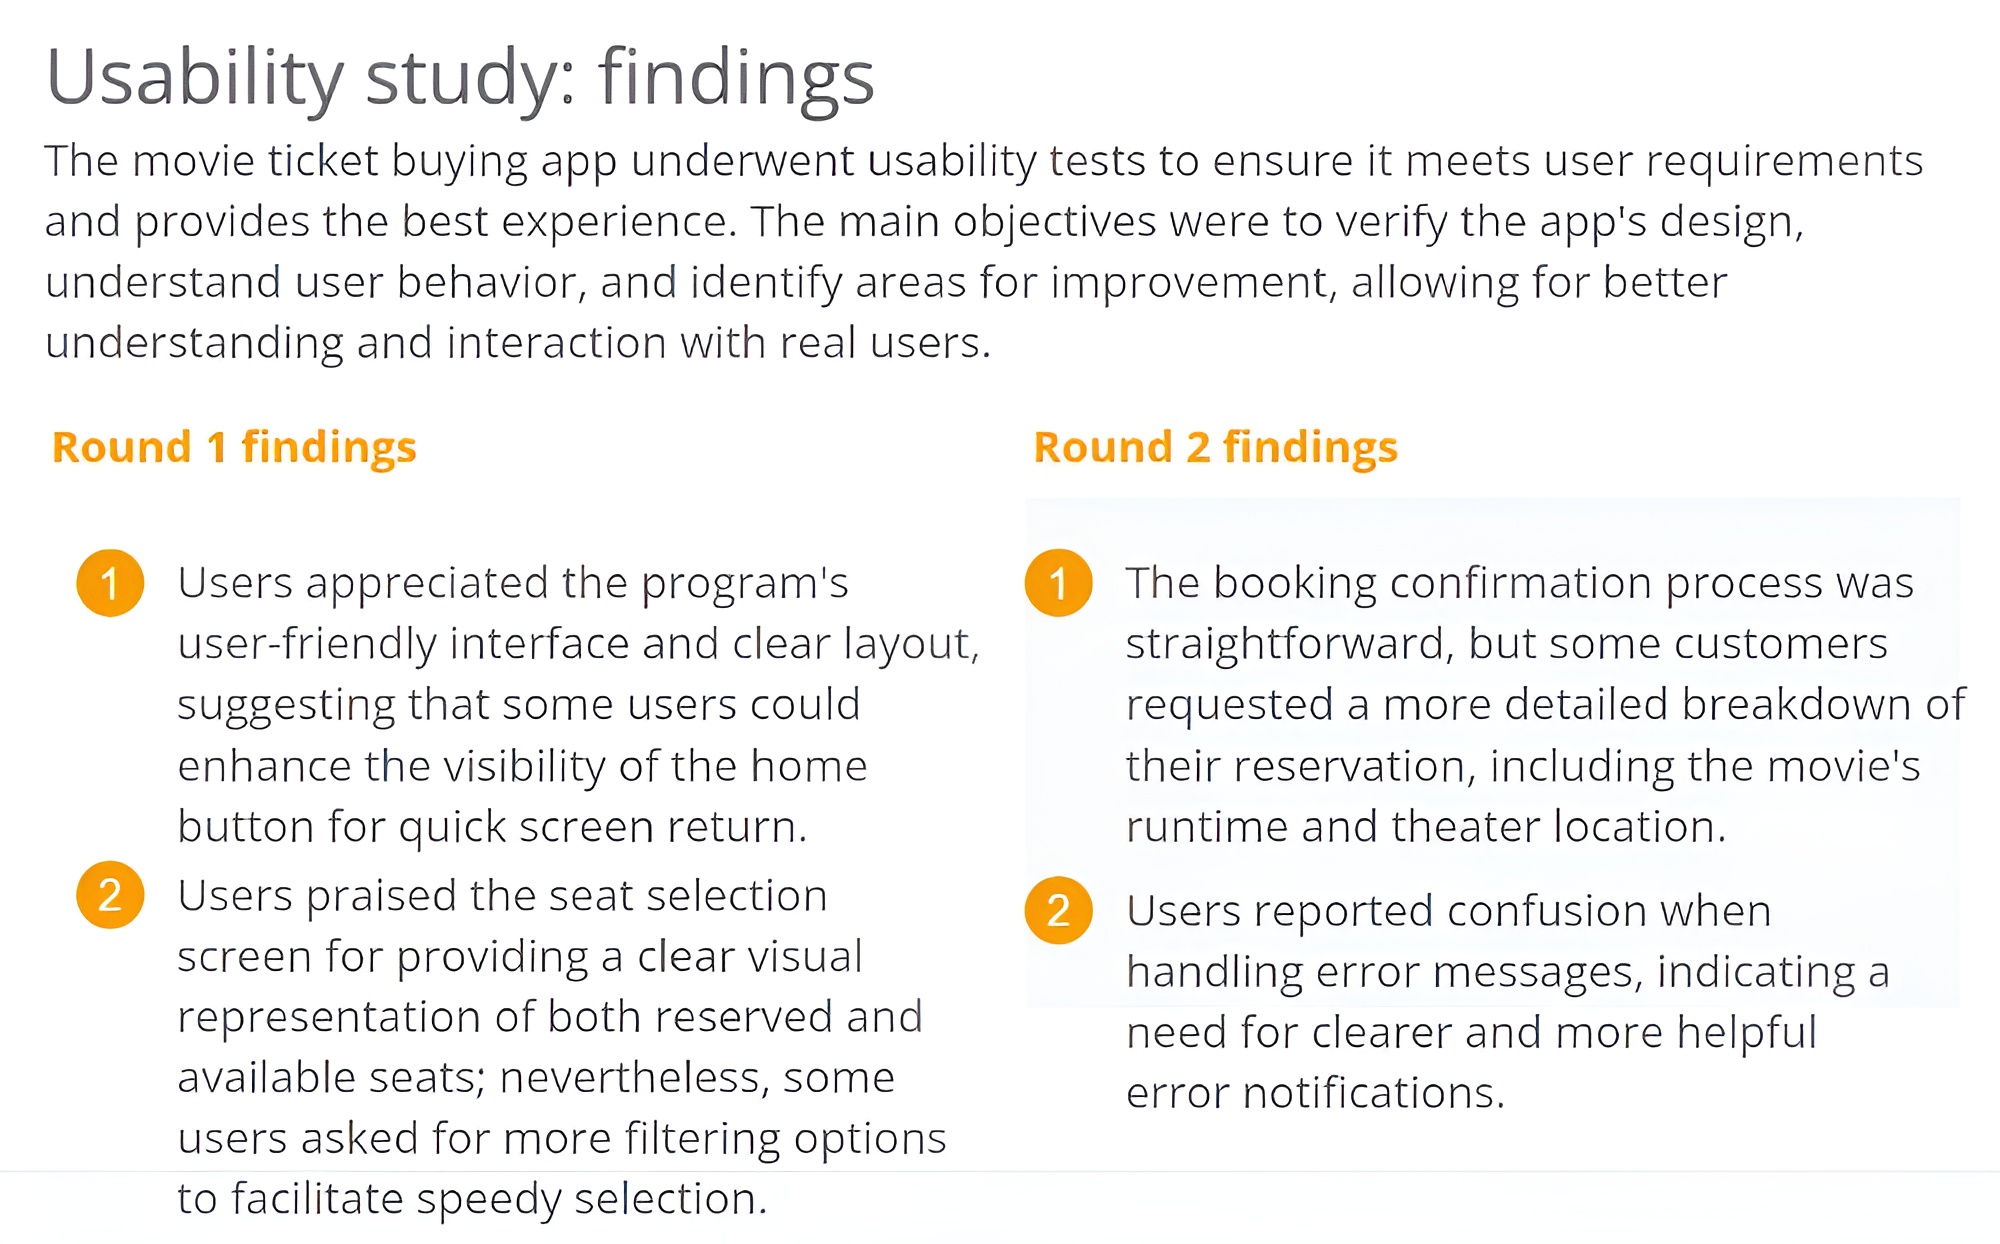 Usability study: findings
The movie ticket buying app underwent usability tests to ensure it meets user requirements
and provides the best experience. The main objectives were to verify the app's design,
understand user behavior, and identify areas for improvement, allowing for better
understanding and interaction with real users.
Round 1 findings
1
Users appreciated the program's
user-friendly interface and clear layout,
suggesting that some users could
enhance the visibility of the home
button for quick screen return.
2
Users praised the seat selection
screen for providing a clear visual
representation of both reserved and
available seats; nevertheless, some
users asked for more filtering options
to facilitate speedy selection.
Round 2 findings
1
The booking confirmation process was
straightforward, but some customers
requested a more detailed breakdown of
their reservation, including the movie's
runtime and theater location.
2
Users reported confusion when
handling error messages, indicating a
need for clearer and more helpful
error notifications.